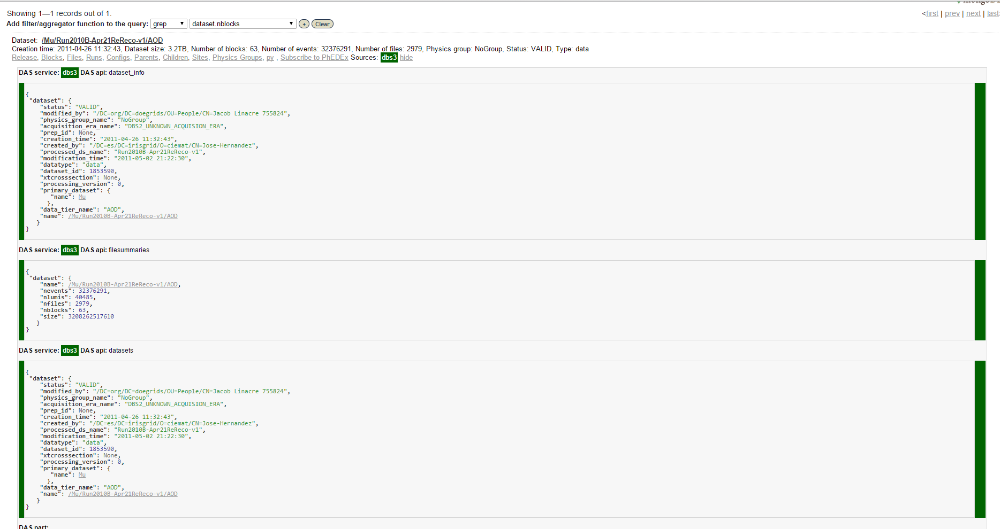 Showing 1—1 records out of 1.
<first | prev | next | last>
Add filter/aggregator function to the query: grep dataset.nblocks + Clear
Dataset: /Mu/Run2010B-Apr21ReReco-v1/AOD
Creation time: 2011-04-26 11:32:43, Dataset size: 3.2TB, Number of blocks: 63, Number of events: 32376291, Number of files: 2979, Physics group: NoGroup, Status: VALID, Type: data
Release, Blocks, Files, Runs, Configs, Parents, Children, Sites, Physics Groups, py , Subscribe to PhEDEx Sources: dbs3 hide
DAS service: dbs3 DAS api: dataset_info
{
"dataset": {
"status": "VALID",
"modified_by": "/DC=org/DC=doegrids/OU=People/CN=Jacob Linacre 755824",
"physics_group_name": "NoGroup",
"acquisition_era_name": "DBS2_UNKNOWN_ACQUISION_ERA",
"prep_id": None,
"creation_time": "2011-04-26 11:32:43",
"created_by": "/DC=es/DC=irisgrid/O=ciemat/CN=Jose-Hernandez",
"processed_ds_name": "Run2010B-Apr21ReReco-v1",
"modification_time": "2011-05-02 21:22:30",
"datatype": "data",
"dataset_id": 1853590,
"xtcrosssection": None,
"processing_version": 0,
"primary_dataset": {
"name": Mu
},
"data_tier_name": "AOD",
"name": /Mu/Run2010B-Apr21ReReco-v1/AOD
}
}
DAS service: dbs3 DAS api: filesummaries
{
"dataset": {
"name": /Mu/Run2010B-Apr21ReReco-v1/AOD,
"nevents": 32376291,
"nlumis": 40485,
"nfiles": 2979,
"nblocks": 63,
"size": 3208262517610
}
}
DAS service: dbs3 DAS api: datasets
{
"dataset": {
"status": "VALID",
"modified_by": "/DC=org/DC=doegrids/OU=People/CN=Jacob Linacre 755824",
"physics_group_name": "NoGroup",
"acquisition_era_name": "DBS2_UNKNOWN_ACQUISION_ERA",
"prep_id": None,
"creation_time": "2011-04-26 11:32:43",
"created_by": "/DC=es/DC=irisgrid/O=ciemat/CN=Jose-Hernandez",
"processed_ds_name": "Run2010B-Apr21ReReco-v1",
"modification_time": "2011-05-02 21:22:30",
"datatype": "data",
"dataset_id": 1853590,
"xtcrosssection": None,
"processing_version": 0,
"primary_dataset": {
"name": Mu
},
"data_tier_name": "AOD",
"name": /Mu/Run2010B-Apr21ReReco-v1/AOD
}
}
DAS part: